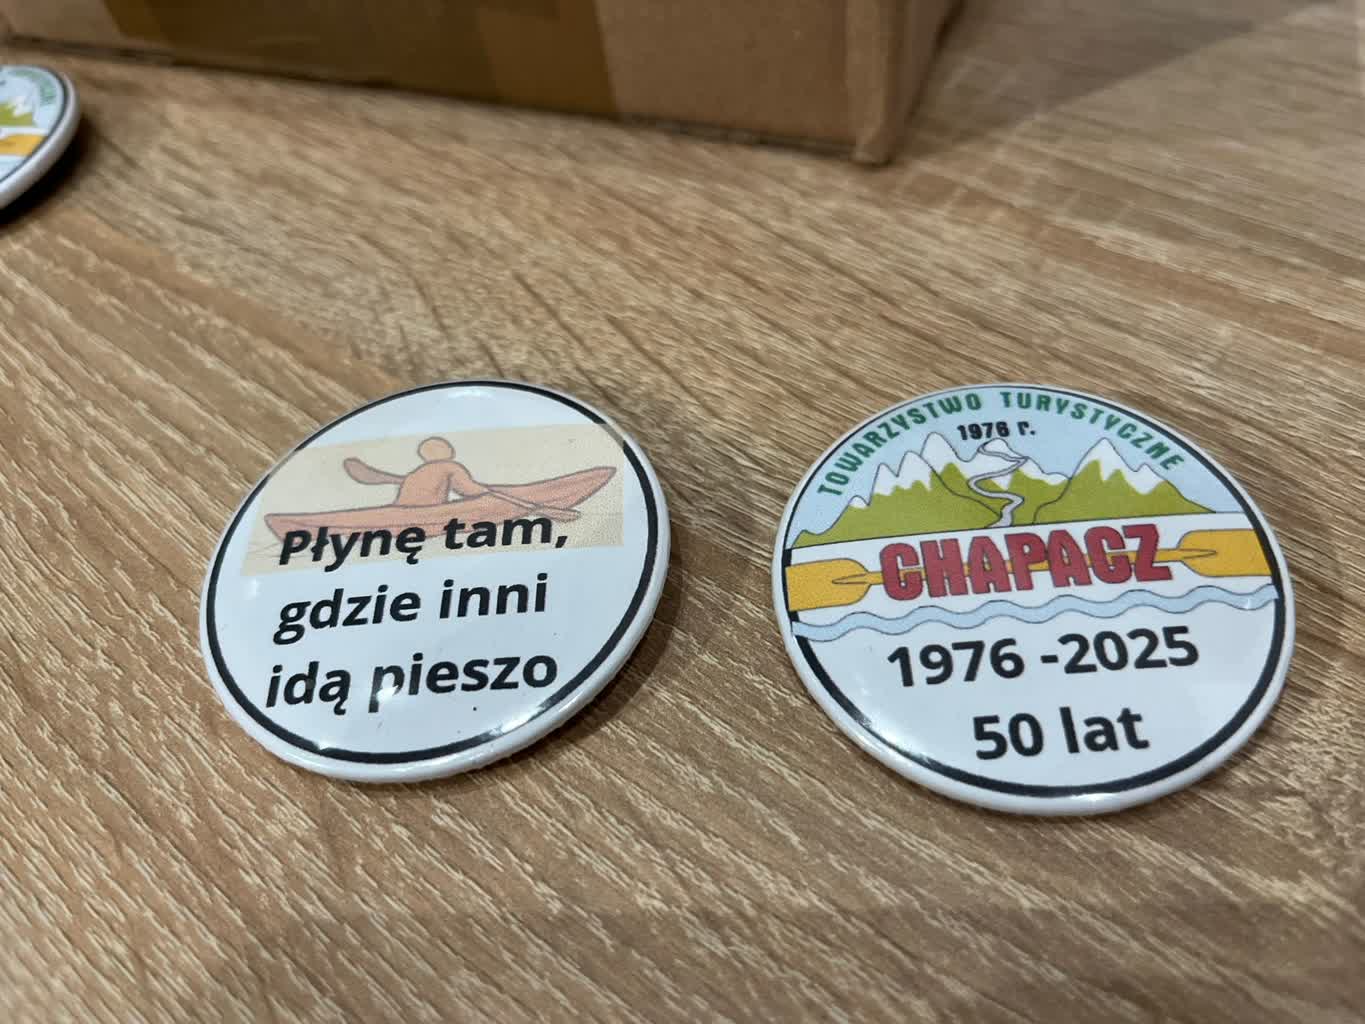 Płynę tam,
gdzie inni
idą pieszo
TOWARZYSTWO TURYSTYCZNE
1976 r.
CHAPACZ
1976 -2025
50 lat